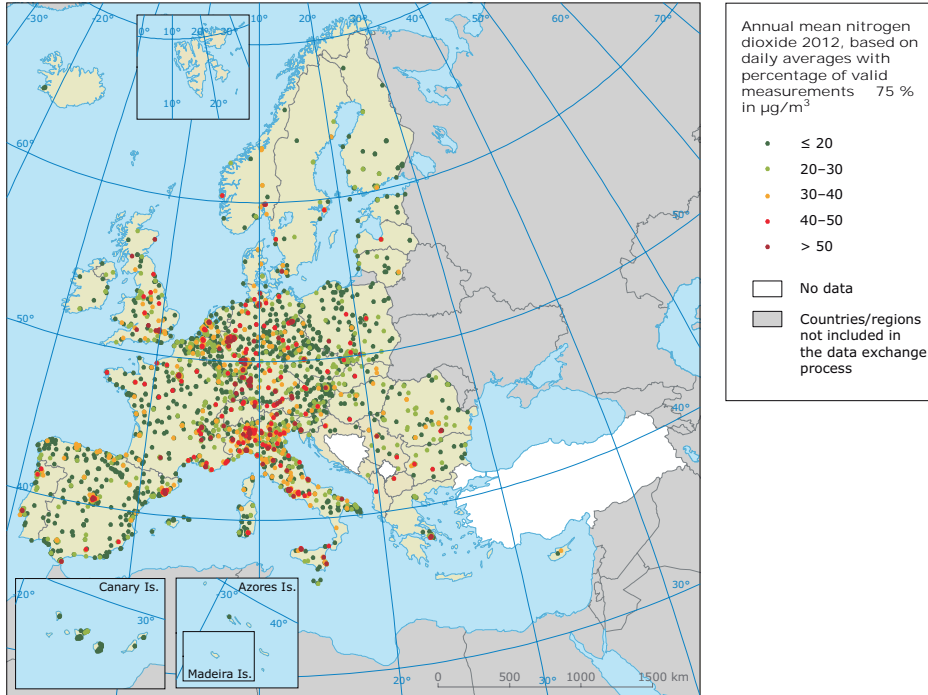 -30°
-20°
-10°
0°
10°
20°
30°
40°
50°
60°
70°
0°
10°
20°
30°
10°
20°
60°
50°
40°
50°
40°
30°
Canary Is.
20°
30°
Azores Is.
40°
Madeira Is.
0
500
1000
1500 km
20°
30°
Annual mean nitrogen
dioxide 2012, based on
daily averages with
percentage of valid
measurements 75 %
in µg/m³
≤ 20
20–30
30–40
40–50
> 50
No data
Countries/regions
not included in
the data exchange
process